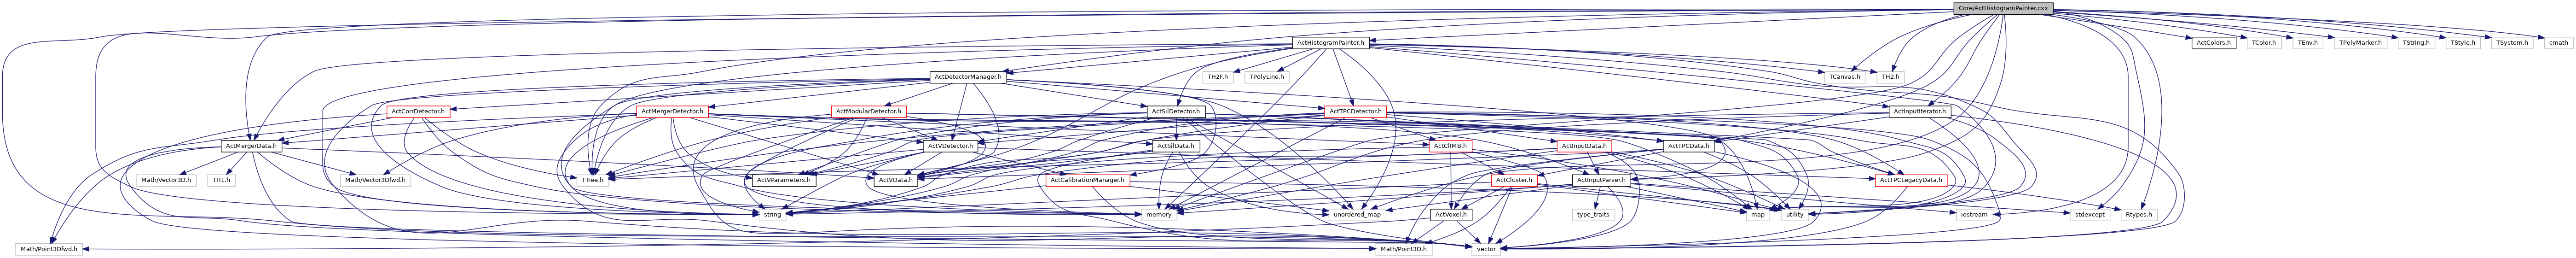 Core/ActHistogramPainter.cxx
ActHistogramPainter.h
ActColors.h
TColor.h
TEnv.h
TPolyMarker.h
TString.h
TStyle.h
TSystem.h
cmath
ActDetectorManager.h
TH2F.h
TPolyLine.h
TCanvas.h
TH2.h
ActCorrDetector.h
ActMergerDetector.h
ActModularDetector.h
ActSilDetector.h
ActTPCDetector.h
ActInputIterator.h
ActMergerData.h
ActVDetector.h
ActSilData.h
ActClIMB.h
ActInputData.h
ActTPCData.h
Math/Vector3D.h
TH1.h
Math/Vector3Dfwd.h
TTree.h
ActVParameters.h
ActVData.h
ActCalibrationManager.h
ActCluster.h
ActInputParser.h
ActTPCLegacyData.h
string
memory
unordered_map
ActVoxel.h
type_traits
map
utility
iostream
stdexcept
Rtypes.h
Math/Point3Dfwd.h
Math/Point3D.h
vector